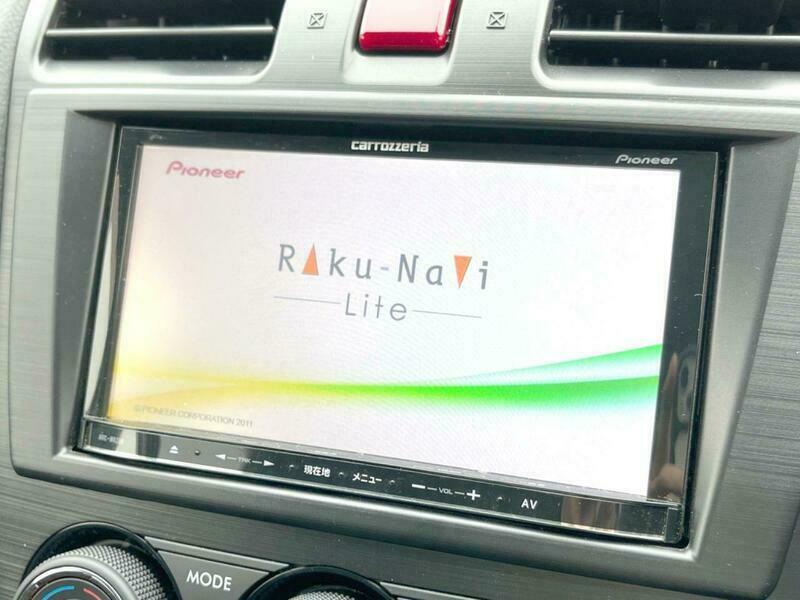 carrozzeria
Pioneer
Pioneer
Raku-Navi
Lite
© PIONEER CORPORATION 2011
TRK
現在地
メニュー
VOL
AV
MODE